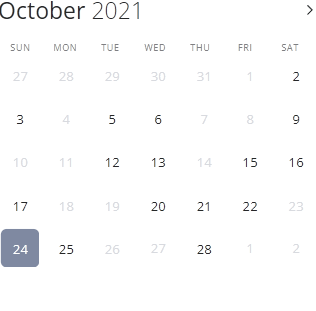 October 2021
SUN MON TUE WED THU FRI SAT
27 28 29 30 31 1 2
3 4 5 6 7 8 9
10 11 12 13 14 15 16
17 18 19 20 21 22 23
24 25 26 27 28 1 2